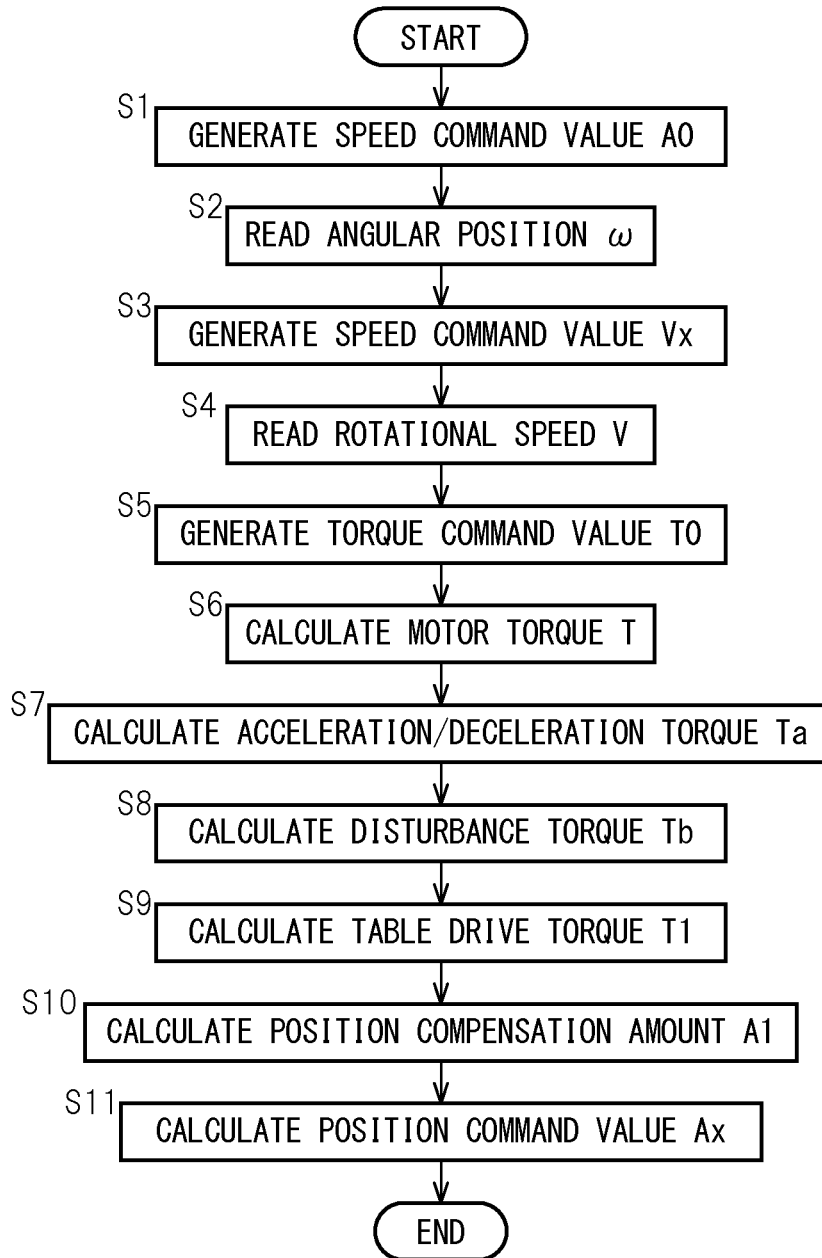 START
S1
GENERATE SPEED COMMAND VALUE A0
S2
READ ANGULAR POSITION ω
S3
GENERATE SPEED COMMAND VALUE Vx
S4
READ ROTATIONAL SPEED V
S5
GENERATE TORQUE COMMAND VALUE T0
S6
CALCULATE MOTOR TORQUE T
S7
CALCULATE ACCELERATION/DECELERATION TORQUE Ta
S8
CALCULATE DISTURBANCE TORQUE Tb
S9
CALCULATE TABLE DRIVE TORQUE T1
S10
CALCULATE POSITION COMPENSATION AMOUNT A1
S11
CALCULATE POSITION COMMAND VALUE Ax
END